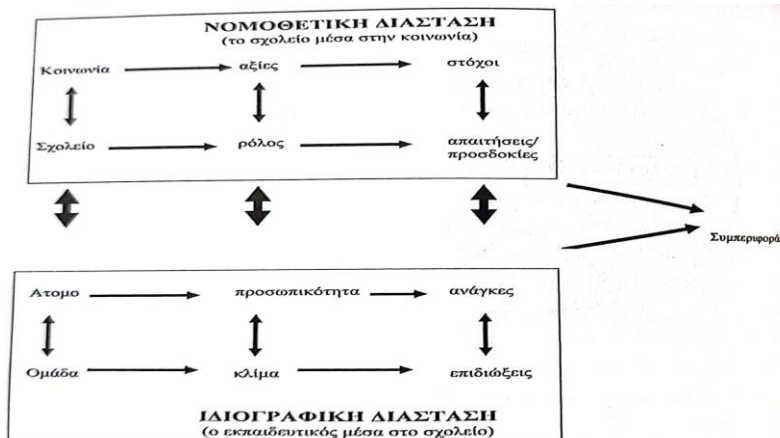 ΝΟΜΟΘΕΤΙΚΗ ΔΙΑΣΤΑΣΗ
(το σχολείο μέσα στην κοινωνία)
Κοινωνία αξίες στόχοι
Σχολείο ρόλος απαιτήσεις/
προσδοκίες
Συμπεριφορά
Ατομο προσωπικότητα ανάγκες
Ομάδα κλίμα επιδιώξεις
ΙΔΙΟΓΡΑΦΙΚΗ ΔΙΑΣΤΑΣΗ
(ο εκπαιδευτικός μέσα στο σχολείο)